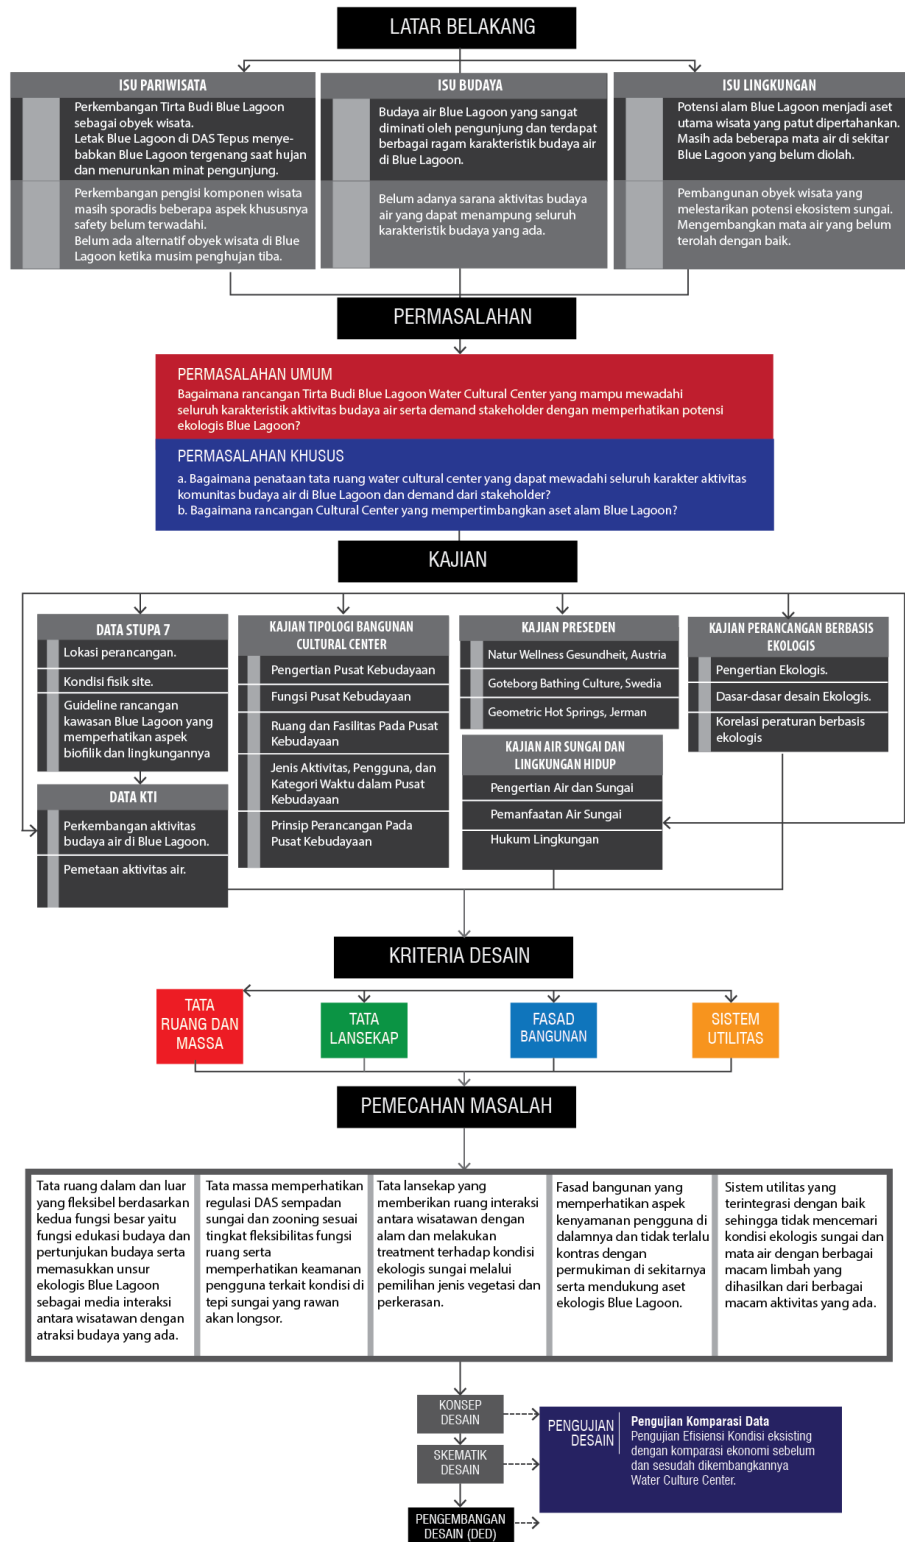 LATAR BELAKANG
ISU PARIWISATA
Perkembangan Tirta Budi Blue Lagoon
sebagai obyek wisata.
Letak Blue Lagoon di DAS Tepus menye-
babkan Blue Lagoon tergenang saat hujan
dan menurunkan minat pengunjung.
Perkembangan pengisi komponen wisata
masih sporadis beberapa aspek khususnya
safety belum terwadahi.
Belum ada alternatif obyek wisata di Blue
Lagoon ketika musim penghujan tiba.
ISU BUDAYA
Budaya air Blue Lagoon yang sangat
diminati oleh pengunjung dan terdapat
berbagai ragam karakteristik budaya air
di Blue Lagoon.
Belum adanya sarana aktivitas budaya
air yang dapat menampung seluruh
karakteristik budaya yang ada.
ISU LINGKUNGAN
Potensi alam Blue Lagoon menjadi aset
utama wisata yang patut dipertahankan.
Masih ada beberapa mata air di sekitar
Blue Lagoon yang belum diolah.
Pembangunan obyek wisata yang
melestarikan potensi ekosistem sungai.
Mengembangkan mata air yang belum
terolah dengan baik.
PERMASALAHAN
PERMASALAHAN UMUM
Bagaimana rancangan Tirta Budi Blue Lagoon Water Cultural Center yang mampu mewadahi
seluruh karakteristik aktivitas budaya air serta demand stakeholder dengan memperhatikan potensi
ekologis Blue Lagoon?
PERMASALAHAN KHUSUS
a. Bagaimana penataan tata ruang water cultural center yang dapat mewadahi seluruh karakter aktivitas
komunitas budaya air di Blue Lagoon dan demand dari stakeholder?
b. Bagaimana rancangan Cultural Center yang mempertimbangkan aset alam Blue Lagoon?
KAJIAN
DATA STUPA 7
Lokasi perancangan.
Kondisi fisik site.
Guideline rancangan
kawasan Blue Lagoon yang
memperhatikan aspek
biofilik dan lingkungannya
DATA KTI
Perkembangan aktivitas
budaya air di Blue Lagoon.
Pemetaan aktivitas air.
KAJIAN TIPOLOGI BANGUNAN
CULTURAL CENTER
Pengertian Pusat Kebudayaan
Fungsi Pusat Kebudayaan
Ruang dan Fasilitas Pada Pusat
Kebudayaan
Jenis Aktivitas, Pengguna, dan
Kategori Waktu dalam Pusat
Kebudayaan
Prinsip Perancangan Pada
Pusat Kebudayaan
KAJIAN PRESEDEN
Natur Wellness Gesundheit, Austria
Goteborg Bathing Culture, Swedia
Geometric Hot Springs, Jerman
KAJIAN AIR SUNGAI DAN
LINGKUNGAN HIDUP
Pengertian Air dan Sungai
Pemanfaatan Air Sungai
Hukum Lingkungan
KAJIAN PERANCANGAN BERBASIS
EKOLOGIS
Pengertian Ekologis.
Dasar-dasar desain Ekologis.
Korelasi peraturan berbasis
ekologis
KRITERIA DESAIN
TATA
RUANG DAN
MASSA
TATA
LANSEKAP
FASAD
BANGUNAN
SISTEM
UTILITAS
PEMECAHAN MASALAH
Tata ruang dalam dan luar
yang fleksibel berdasarkan
kedua fungsi besar yaitu
fungsi edukasi budaya dan
pertunjukan budaya serta
memasukkan unsur
ekologis Blue Lagoon
sebagai media interaksi
antara wisatawan dengan
atraksi budaya yang ada.
Tata massa memperhatikan
regulasi DAS sempadan
sungai dan zooning sesuai
tingkat fleksibilitas fungsi
ruang serta
memperhatikan keamanan
pengguna terkait kondisi di
tepi sungai yang rawan
akan longsor.
Tata lansekap yang
memberikan ruang interaksi
antara wisatawan dengan
alam dan melakukan
treatment terhadap kondisi
ekologis sungai melalui
pemilihan jenis vegetasi dan
perkerasan.
Fasad bangunan yang
memperhatikan aspek
kenyamanan pengguna di
dalamnya dan tidak terlalu
kontras dengan
permukiman di sekitarnya
serta mendukung aset
ekologis Blue Lagoon.
Sistem utilitas yang
terintegrasi dengan baik
sehingga tidak mencemari
kondisi ekologis sungai dan
mata air dengan berbagai
macam limbah yang
dihasilkan dari berbagai
macam aktivitas yang ada.
KONSEP
DESAIN
SKEMATIK
DESAIN
PENGEMBANGAN
DESAIN (DED)
PENGUJIAN
DESAIN
Pengujian Komparasi Data
Pengujian Efisiensi Kondisi eksisting
dengan komparasi ekonomi sebelum
dan sesudah dikembangkannya
Water Culture Center.